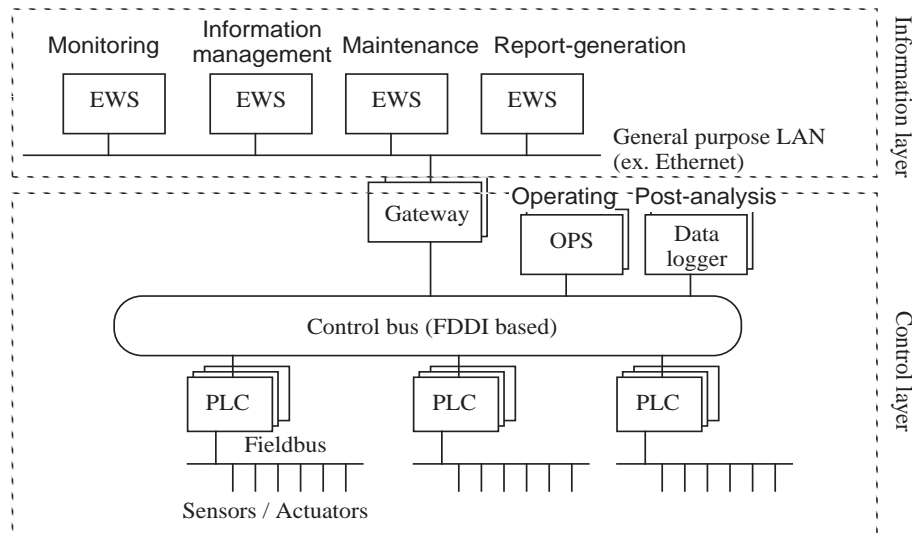 Monitoring
Information
management
Maintenance
Report-generation
EWS
EWS
EWS
EWS
General purpose LAN
(ex. Ethernet)
Information layer
Gateway
Operating
OPS
Post-analysis
Data
logger
Control bus (FDDI based)
PLC
PLC
PLC
Fieldbus
Sensors / Actuators
Control layer